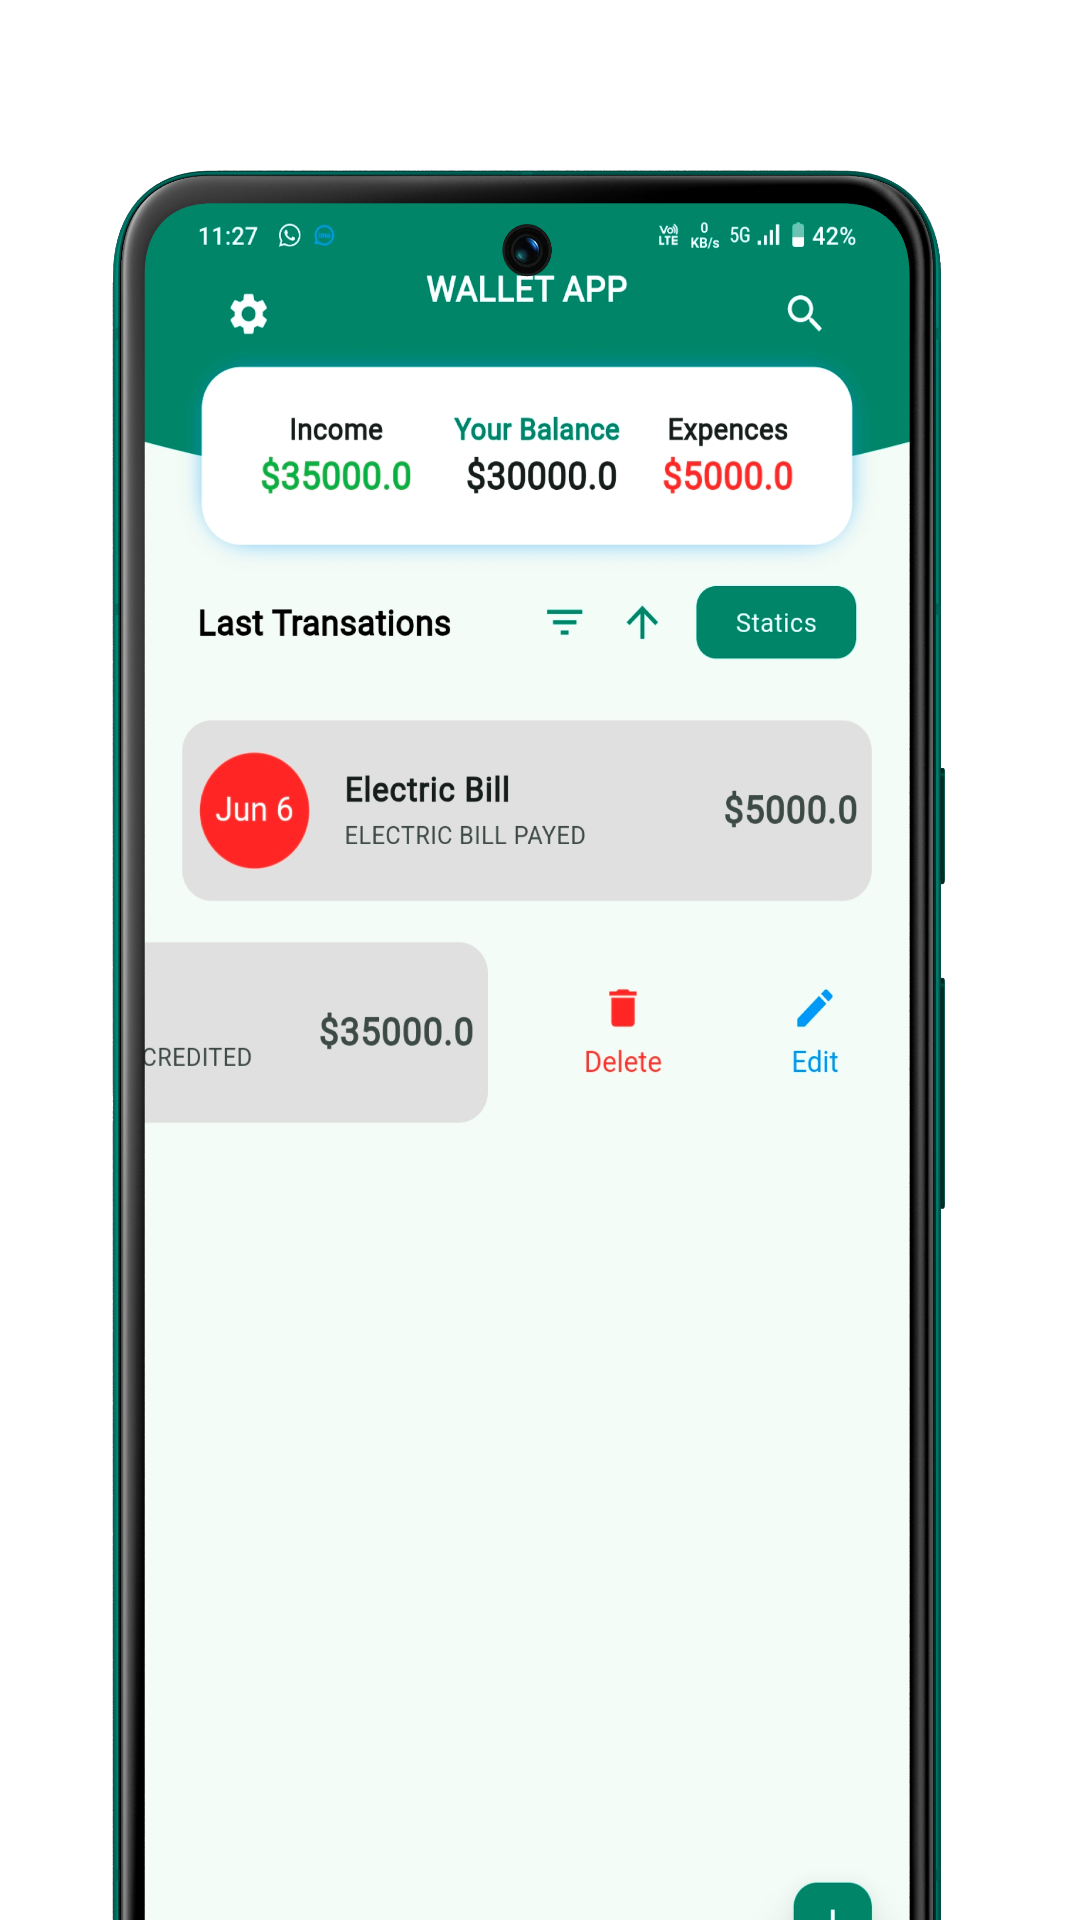 11:27 Vo) LTE 0 KB/s 5G 42%
WALLET APP
Income Your Balance Expences
$35000.0 $30000.0 $5000.0
Last Transations Statics
Jun 6 Electric Bill $5000.0
ELECTRIC BILL PAYED
$35000.0
CREDITED
Delete Edit